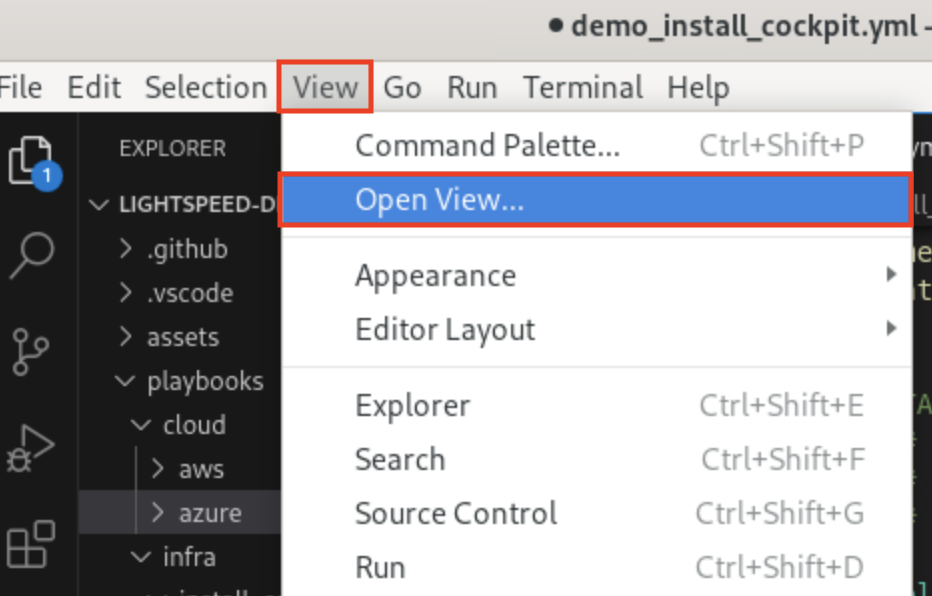 ● demo_install_cockpit.yml -
File Edit Selection View Go Run Terminal Help
EXPLORER
1
LIGHTSPEED-D
.github
.vscode
assets
playbooks
cloud
aws
azure
infra
Command Palette... Ctrl+Shift+P
Open View...
Appearance
Editor Layout
Explorer Ctrl+Shift+E
Search Ctrl+Shift+F
Source Control Ctrl+Shift+G
Run Ctrl+Shift+D